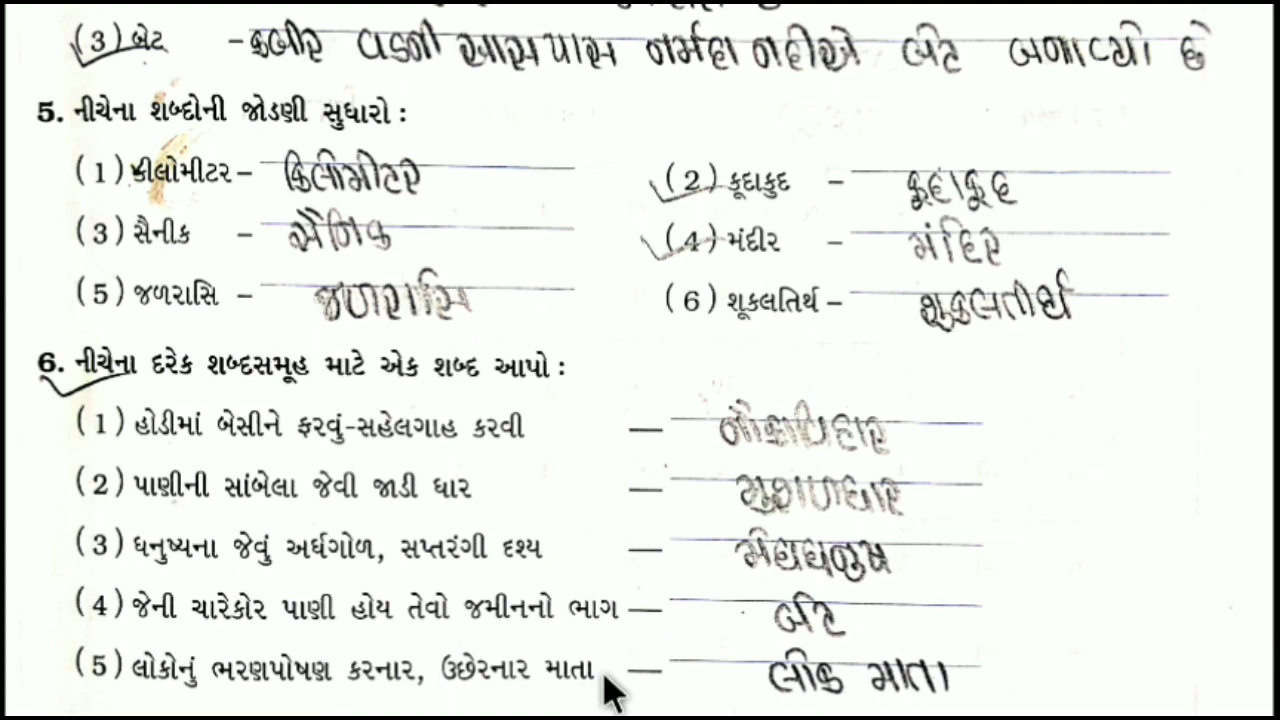 (3) બેટ - કબીર વડની આસપાસ નર્મદા નદીએ બેટ બનાવ્યો છે
5. નીચેના શબ્દોની જોડણી સુધારો :
(1) કીલોમીટર - કિલોમીટર (2) કૂદાકુદ - કૂદાકૂદ
(3) સૈનીક - સૈનિક (4) મંદીર - મંદિર
(5) જળરાસિ - જળરાશિ (6) શૂકલતિર્થ - શુકલતીર્થ
6. નીચેના દરેક શબ્દસમૂહ માટે એક શબ્દ આપો :
(1) હોડીમાં બેસીને ફરવું-સહેલગાહ કરવી — નૌકાવિહાર
(2) પાણીની સાંબેલા જેવી જાડી ધાર — મુશળધાર
(3) ધનુષ્યના જેવું અર્ધગોળ, સપ્તરંગી દૃશ્ય — મેઘધનુષ
(4) જેની ચારેકોર પાણી હોય તેવો જમીનનો ભાગ — બેટ
(5) લોકોનું ભરણપોષણ કરનાર, ઉછેરનાર માતા — લોક માતા